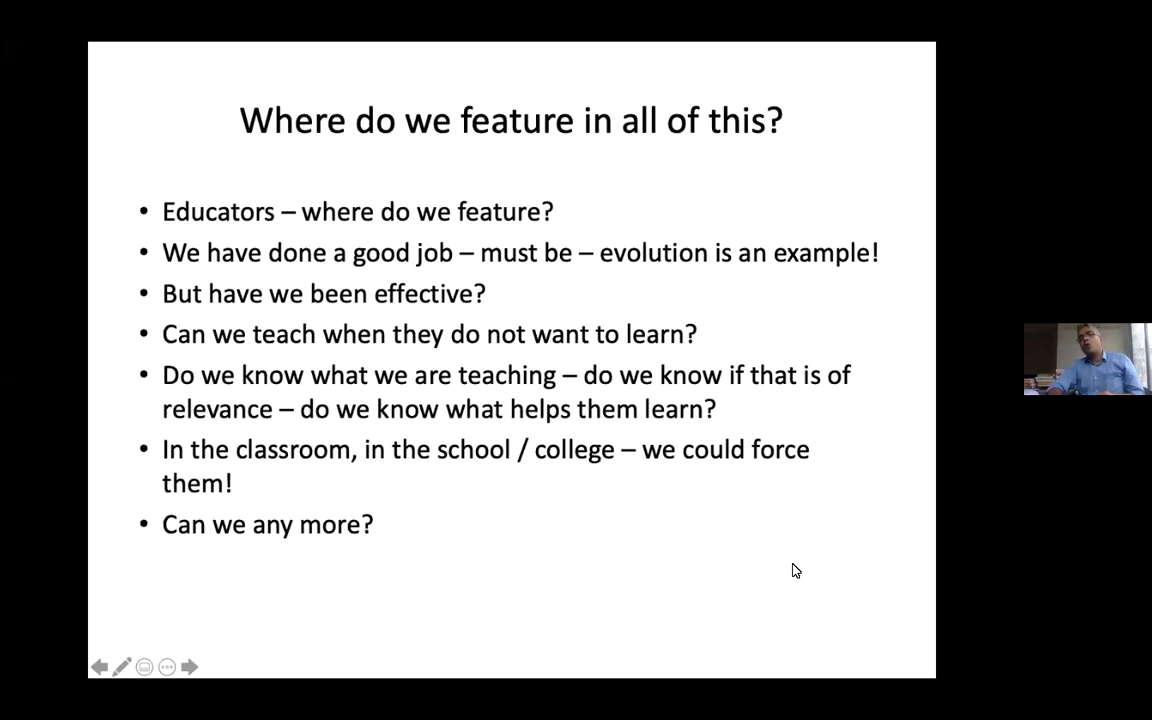 Where do we feature in all of this?
• Educators – where do we feature?
• We have done a good job – must be – evolution is an example!
• But have we been effective?
• Can we teach when they do not want to learn?
• Do we know what we are teaching – do we know if that is of
relevance – do we know what helps them learn?
• In the classroom, in the school / college – we could force
them!
• Can we any more?